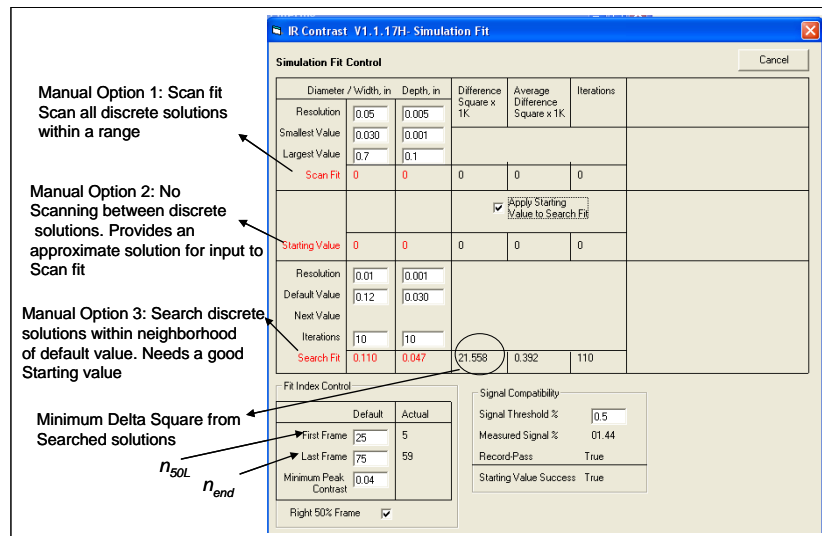 IR Contrast V1.1.17H- Simulation Fit
Simulation Fit Control
Cancel
Manual Option 1: Scan fit
Scan all discrete solutions
within a range
Manual Option 2: No
Scanning between discrete
solutions. Provides an
approximate solution for input to
Scan fit
Manual Option 3: Search discrete
solutions within neighborhood
of default value. Needs a good
Starting value
Minimum Delta Square from
Searched solutions
n50L
nend
Diameter / Width, in Depth, in Difference Square x 1K Average Difference Square x 1K Iterations
Resolution 0.05 0.005
Smallest Value 0.030 0.001
Largest Value 0.7 0.1
Scan Fit 0 0 0 0 0
Apply Starting
Value to Search Fit
Starting Value 0 0 0 0 0
Resolution 0.01 0.001
Default Value 0.12 0.030
Next Value
Iterations 10 10
Search Fit 0.110 0.047 21.558 0.392 110
Fit Index Control
Default Actual
First Frame 25 5
Last Frame 75 59
Minimum Peak
Contrast 0.04
Right 50% Frame
Signal Compatibility
Signal Threshold % 0.5
Measured Signal % 01.44
Record-Pass True
Starting Value Success True